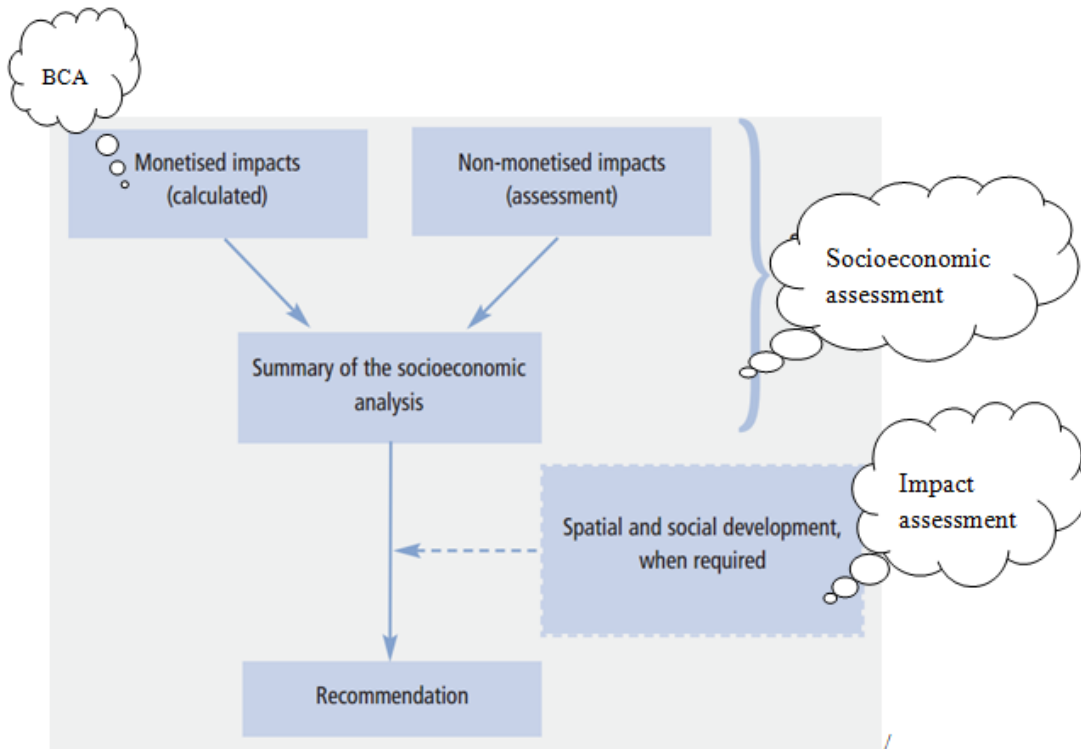 BCA
Monetised impacts
(calculated)
Non-monetised impacts
(assessment)
Socioeconomic
assessment
Summary of the socioeconomic
analysis
Impact
assessment
Spatial and social development,
when required
Recommendation
/